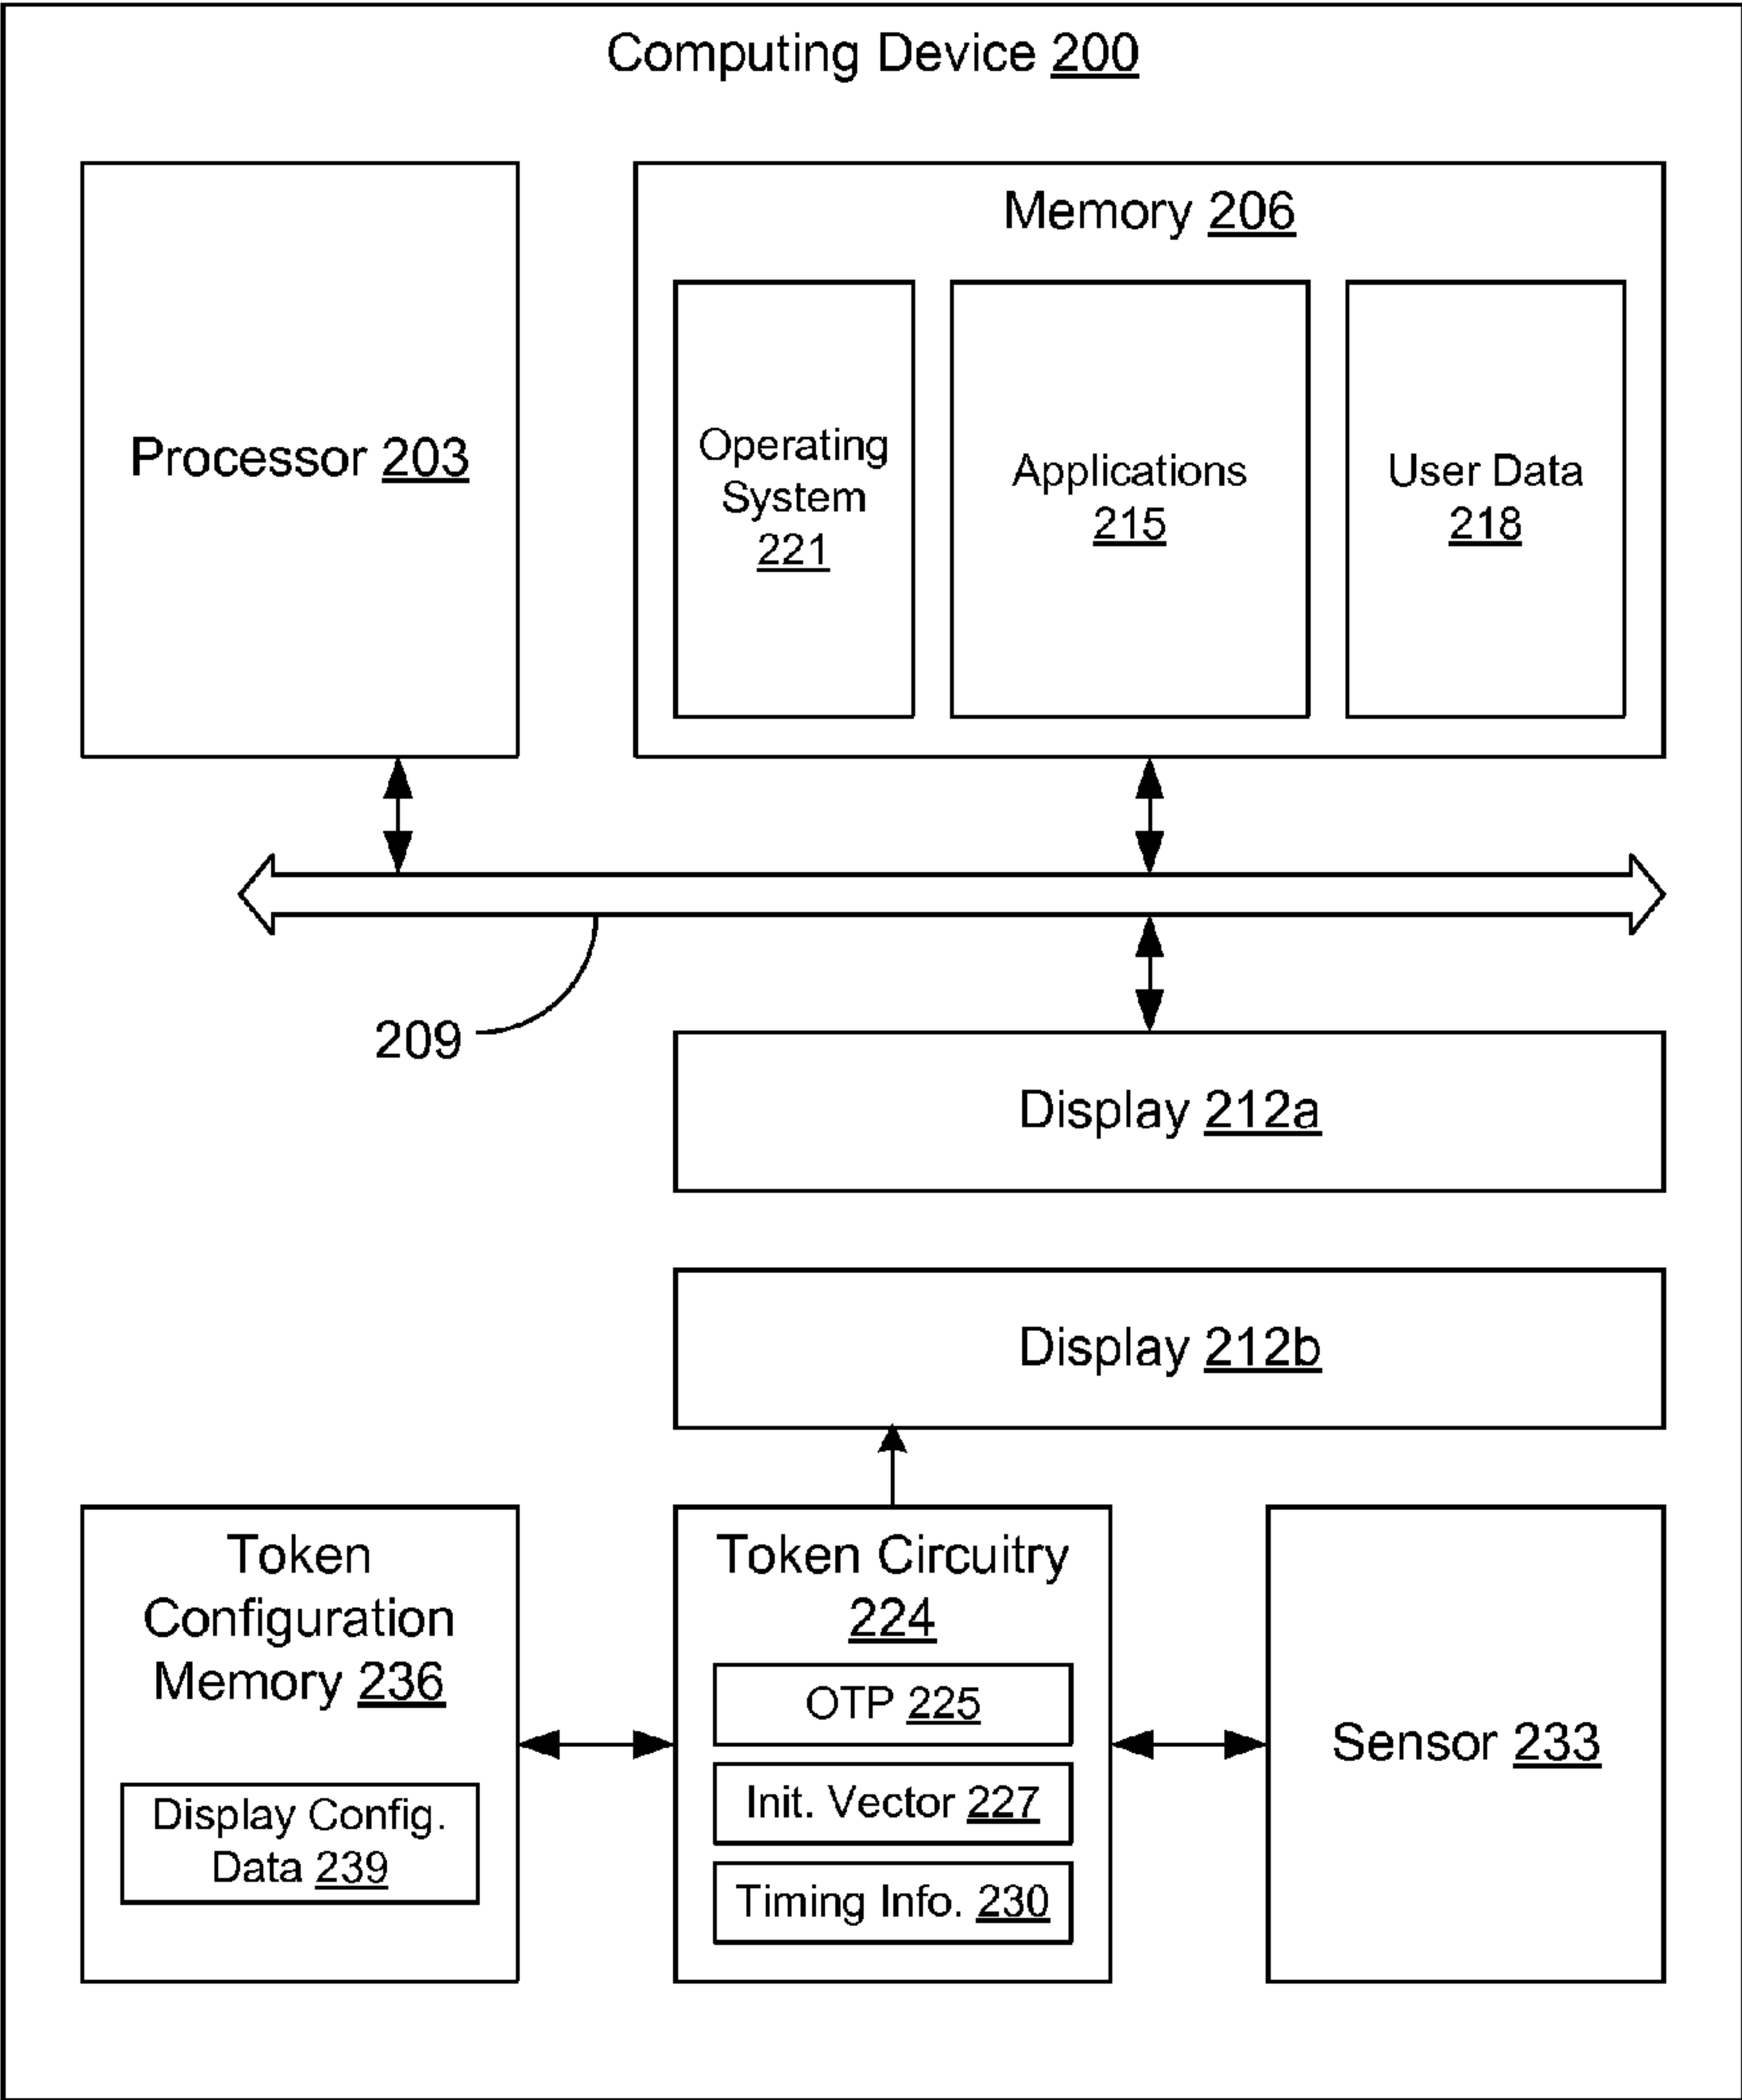 Computing Device 200
Processor 203
Memory 206
Operating
System
221
Applications
215
User Data
218
209
Display 212a
Display 212b
Token
Configuration
Memory 236
Display Config.
Data 239
Token Circuitry
224
OTP 225
Init. Vector 227
Timing Info. 230
Sensor 233